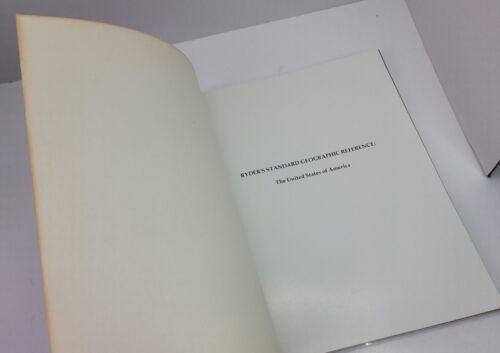 RYDER'S STANDARD GEOGRAPHIC REFERENCE:
The United States of America